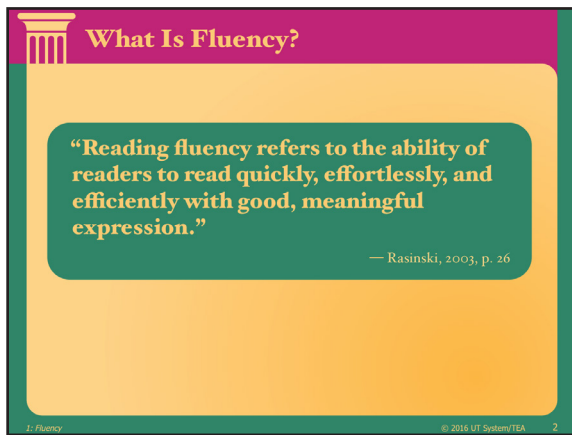 What Is Fluency?
“Reading fluency refers to the ability of
readers to read quickly, effortlessly, and
efficiently with good, meaningful
expression.”
— Rasinski, 2003, p. 26
1: Fluency
© 2016 UT System/TEA 2